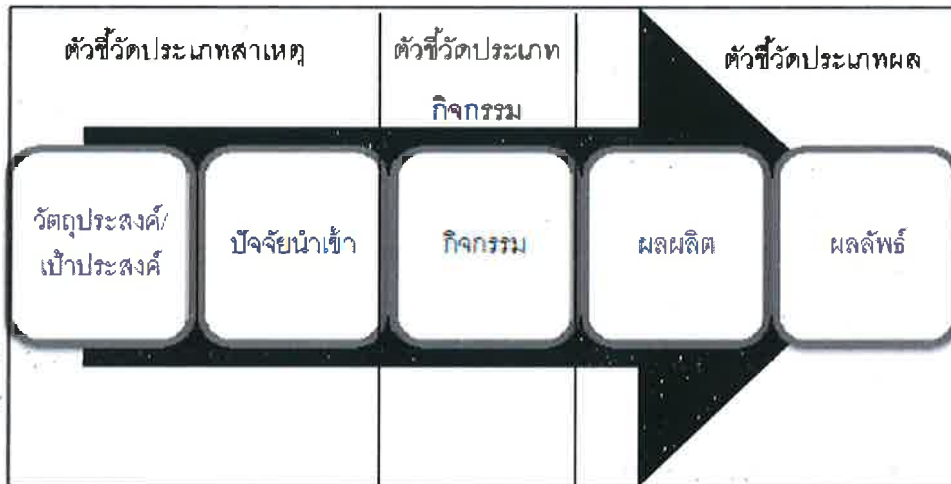 ตัวชี้วัดประเภทสาเหตุ
ตัวชี้วัดประเภท
กิจกรรม
ตัวชี้วัดประเภทผล
วัตถุประสงค์/
เป้าประสงค์
ปัจจัยนำเข้า
กิจกรรม
ผลผลิต
ผลลัพธ์